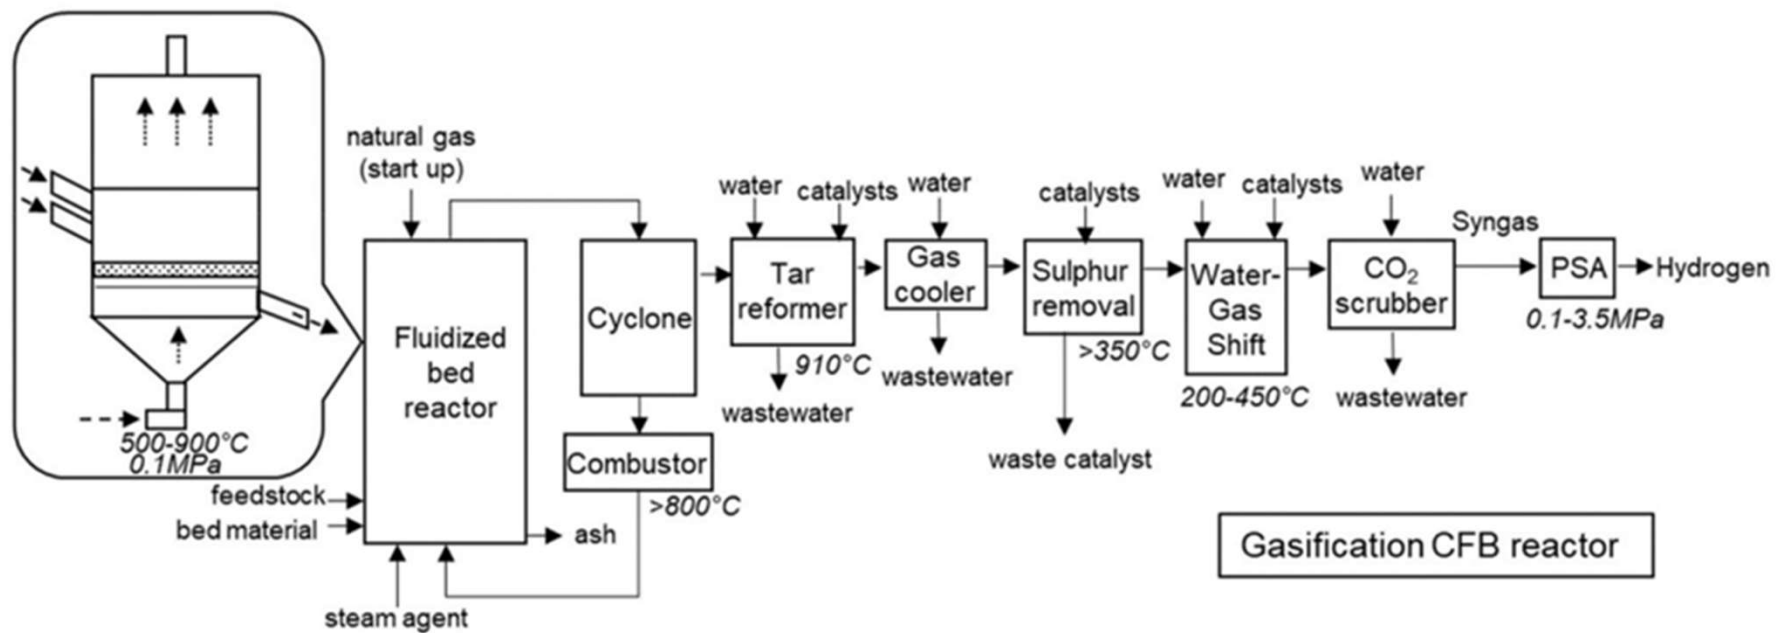 500-900°C
0.1MPa
natural gas
(start up)
feedstock
bed material
steam agent
Fluidized
bed
reactor
ash
Cyclone
Combustor
>800°C
water
catalysts
Tar
reformer
910°C
wastewater
water
Gas
cooler
wastewater
catalysts
Sulphur
removal
>350°C
waste catalyst
water
catalysts
Water-
Gas
Shift
200-450°C
water
CO₂
scrubber
wastewater
Syngas
PSA
0.1-3.5MPa
Hydrogen
Gasification CFB reactor